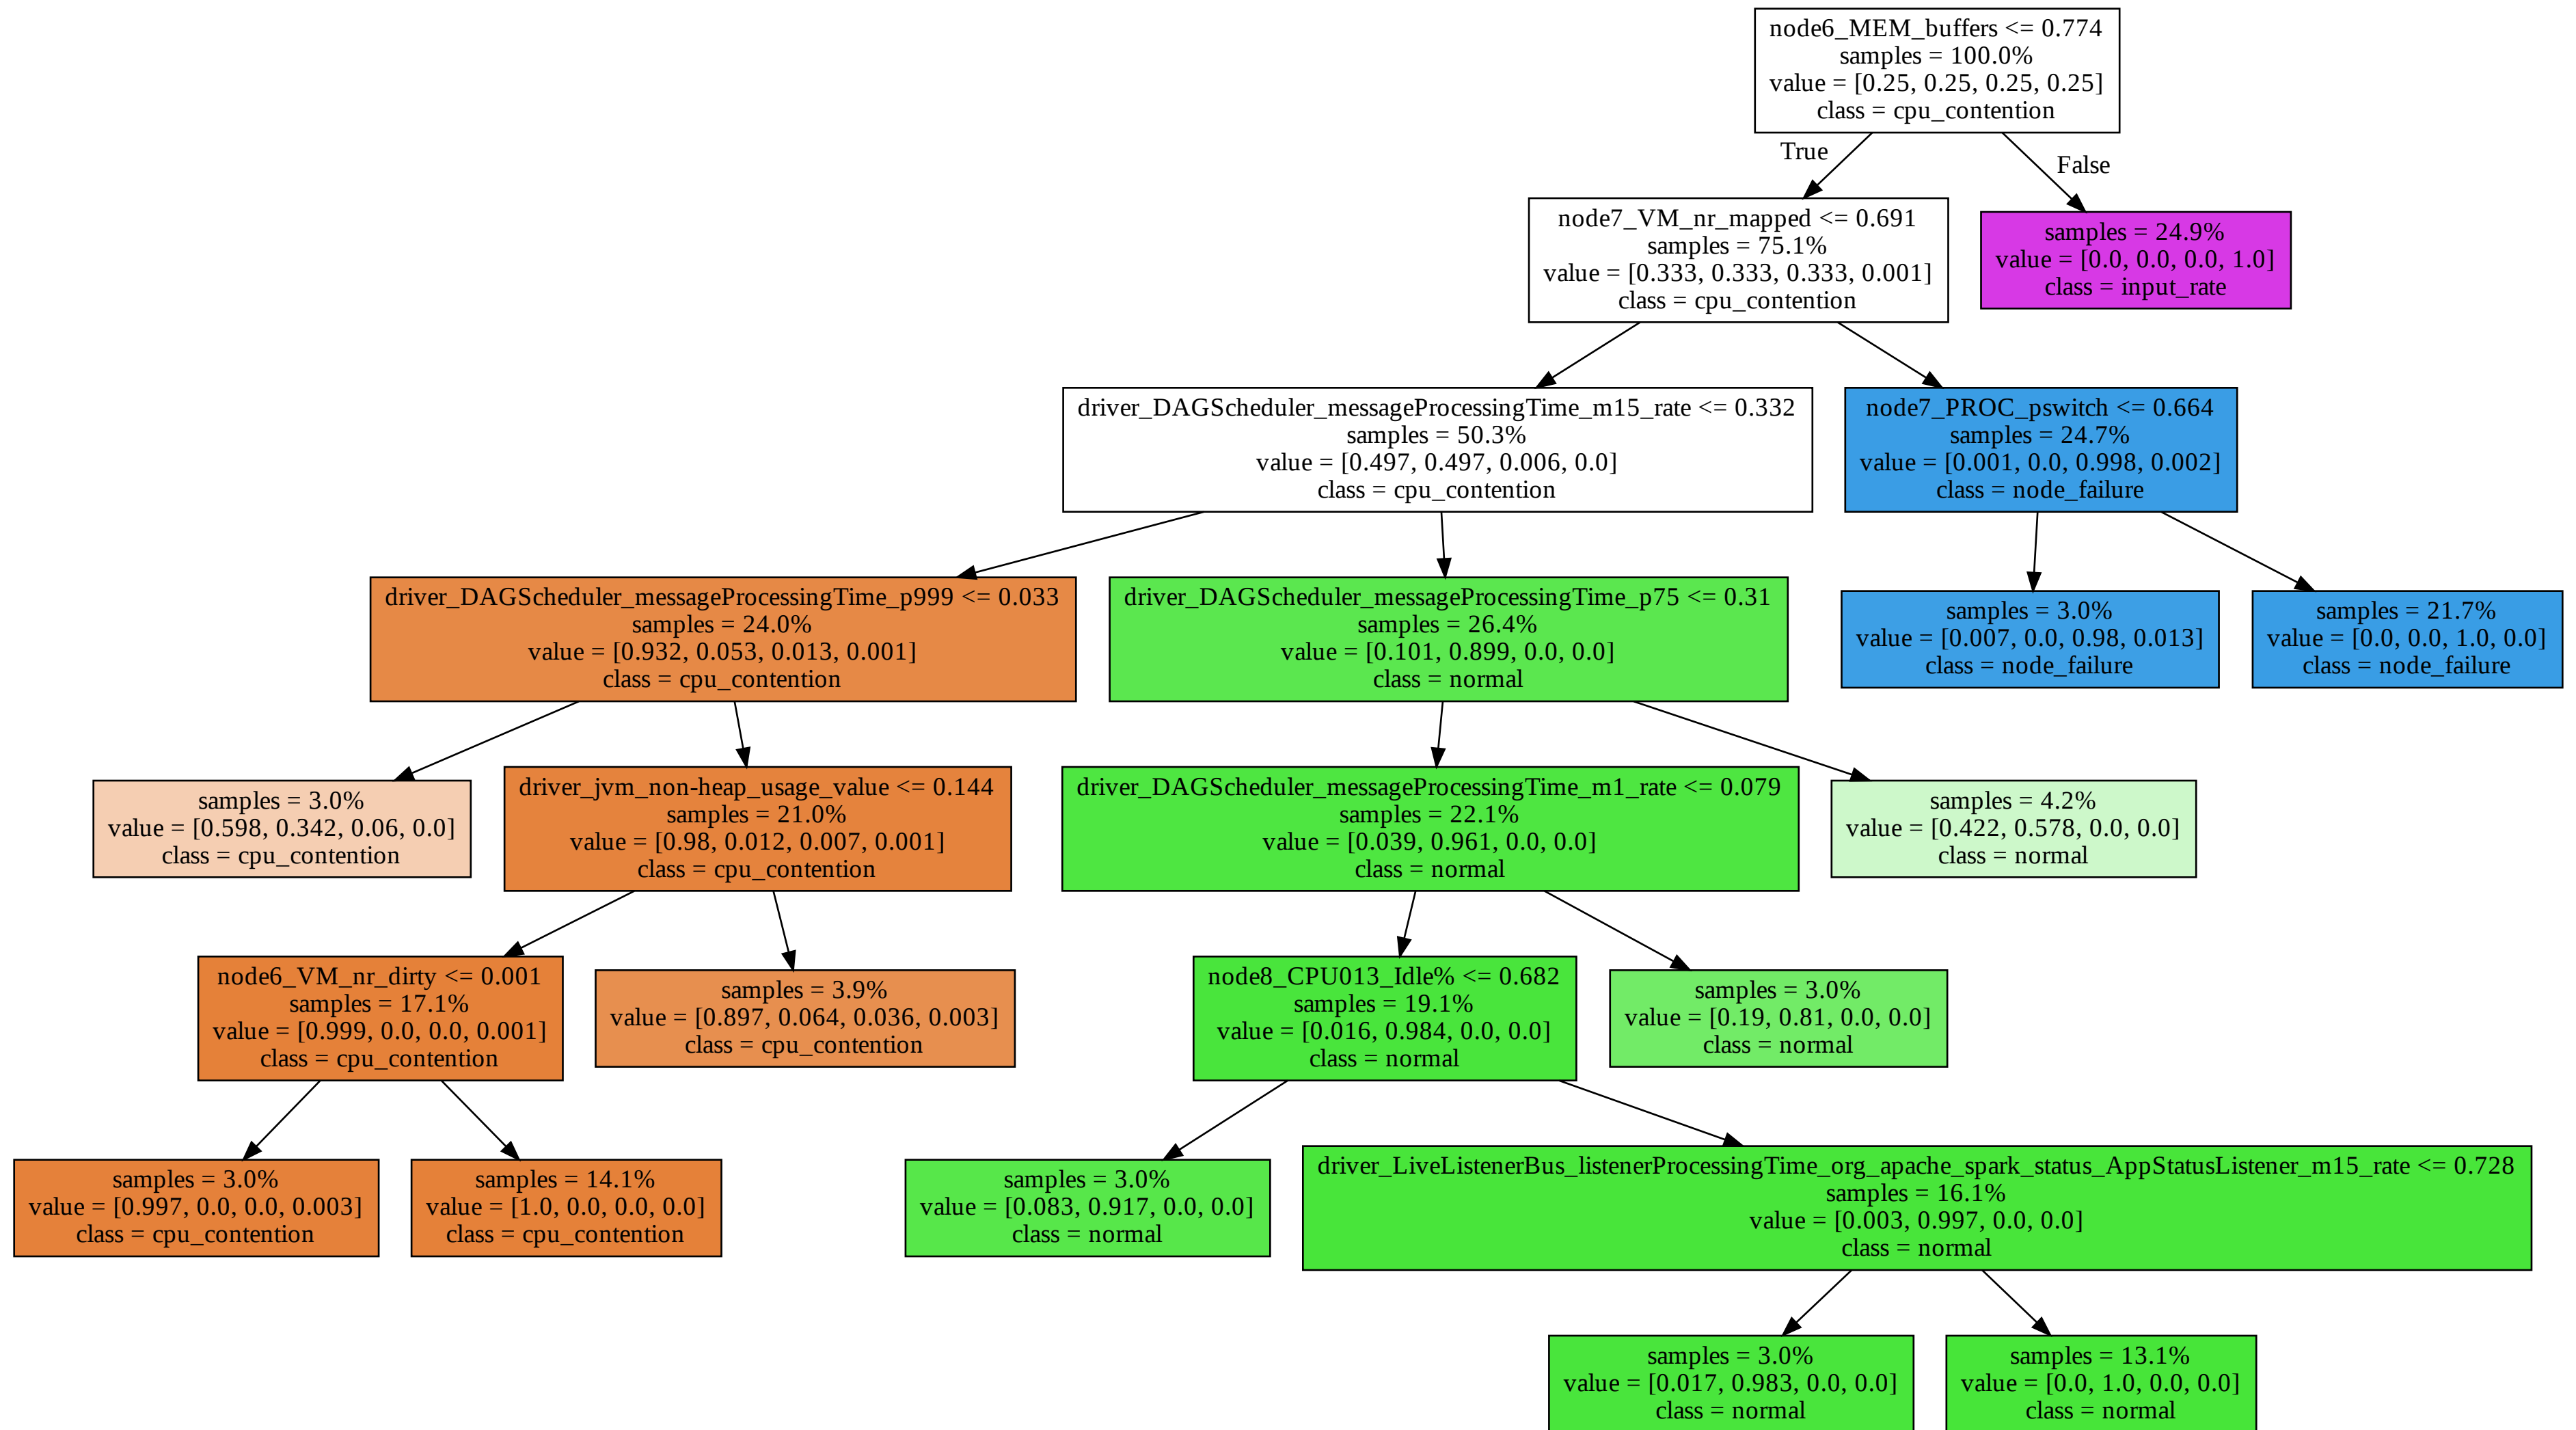 node6_MEM_buffers <= 0.774
samples = 100.0%
value = [0.25, 0.25, 0.25, 0.25]
class = cpu_contention
True
False
node7_VM_nr_mapped <= 0.691
samples = 75.1%
value = [0.333, 0.333, 0.333, 0.001]
class = cpu_contention
samples = 24.9%
value = [0.0, 0.0, 0.0, 1.0]
class = input_rate
driver_DAGScheduler_messageProcessingTime_m15_rate <= 0.332
samples = 50.3%
value = [0.497, 0.497, 0.006, 0.0]
class = cpu_contention
node7_PROC_pswitch <= 0.664
samples = 24.7%
value = [0.001, 0.0, 0.998, 0.002]
class = node_failure
driver_DAGScheduler_messageProcessingTime_p999 <= 0.033
samples = 24.0%
value = [0.932, 0.053, 0.013, 0.001]
class = cpu_contention
driver_DAGScheduler_messageProcessingTime_p75 <= 0.31
samples = 26.4%
value = [0.101, 0.899, 0.0, 0.0]
class = normal
samples = 3.0%
value = [0.007, 0.0, 0.98, 0.013]
class = node_failure
samples = 21.7%
value = [0.0, 0.0, 1.0, 0.0]
class = node_failure
samples = 3.0%
value = [0.598, 0.342, 0.06, 0.0]
class = cpu_contention
driver_jvm_non-heap_usage_value <= 0.144
samples = 21.0%
value = [0.98, 0.012, 0.007, 0.001]
class = cpu_contention
driver_DAGScheduler_messageProcessingTime_m1_rate <= 0.079
samples = 22.1%
value = [0.039, 0.961, 0.0, 0.0]
class = normal
samples = 4.2%
value = [0.422, 0.578, 0.0, 0.0]
class = normal
node6_VM_nr_dirty <= 0.001
samples = 17.1%
value = [0.999, 0.0, 0.0, 0.001]
class = cpu_contention
samples = 3.9%
value = [0.897, 0.064, 0.036, 0.003]
class = cpu_contention
node8_CPU013_Idle% <= 0.682
samples = 19.1%
value = [0.016, 0.984, 0.0, 0.0]
class = normal
samples = 3.0%
value = [0.19, 0.81, 0.0, 0.0]
class = normal
samples = 3.0%
value = [0.997, 0.0, 0.0, 0.003]
class = cpu_contention
samples = 14.1%
value = [1.0, 0.0, 0.0, 0.0]
class = cpu_contention
samples = 3.0%
value = [0.083, 0.917, 0.0, 0.0]
class = normal
driver_LiveListenerBus_listenerProcessingTime_org_apache_spark_status_AppStatusListener_m15_rate <= 0.728
samples = 16.1%
value = [0.003, 0.997, 0.0, 0.0]
class = normal
samples = 3.0%
value = [0.017, 0.983, 0.0, 0.0]
class = normal
samples = 13.1%
value = [0.0, 1.0, 0.0, 0.0]
class = normal